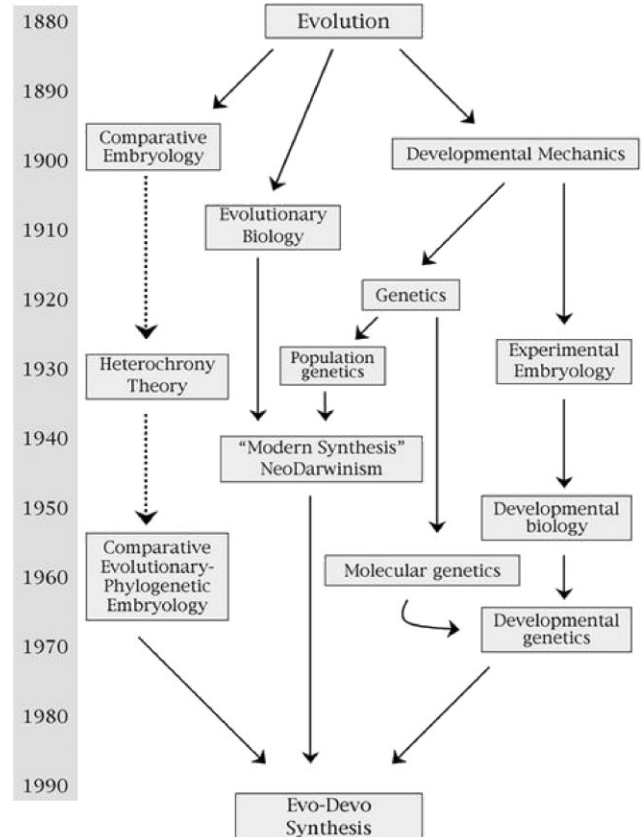 1880
1890
1900
1910
1920
1930
1940
1950
1960
1970
1980
1990
Evolution
Comparative
Embryology
Developmental Mechanics
Evolutionary
Biology
Genetics
Heterochrony
Theory
Population
genetics
Experimental
Embryology
“Modern Synthesis”
NeoDarwinism
Developmental
biology
Comparative
Evolutionary-
Phylogenetic
Embryology
Molecular genetics
Developmental
genetics
Evo-Devo
Synthesis